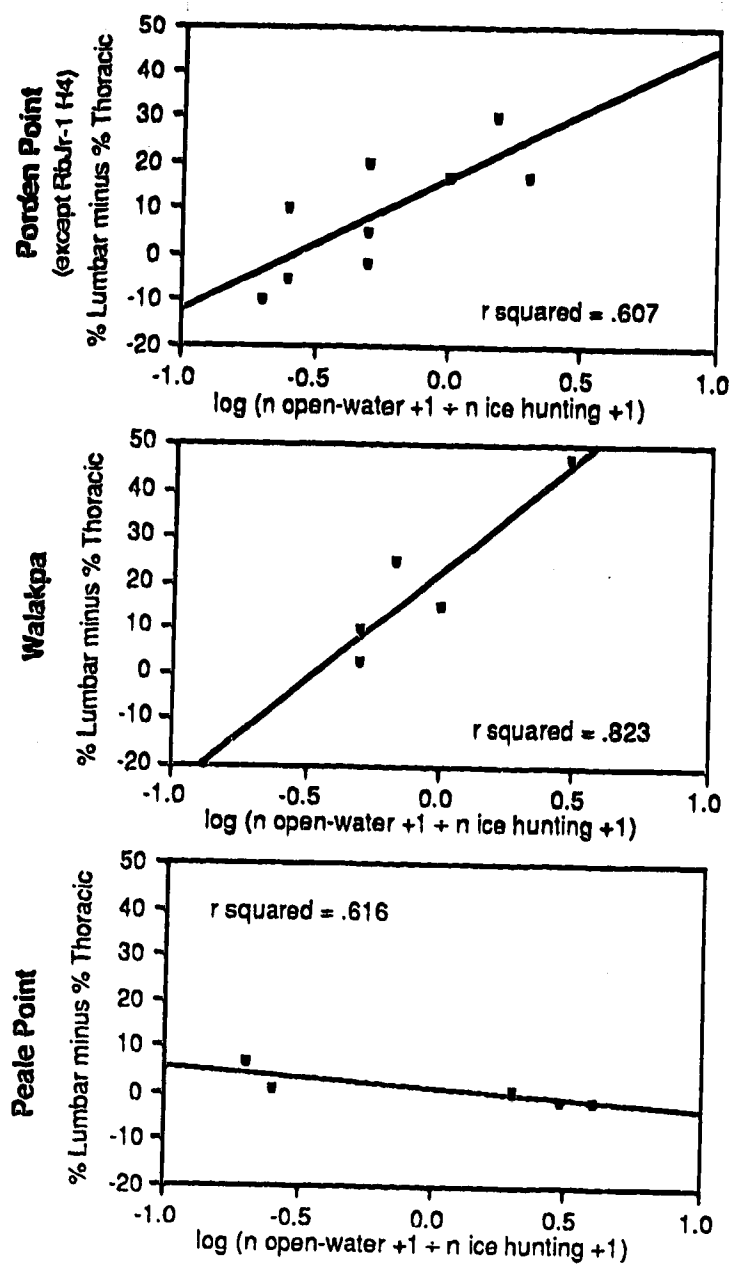 Porden Point
(except RbJr-1 H4)
% Lumbar minus % Thoracic
50
40
30
20
10
0
-10
-20
r squared = .607
-1.0 -0.5 0.0 0.5 1.0
log (n open-water +1 ÷ n ice hunting +1)
Walakpa
% Lumbar minus % Thoracic
50
40
30
20
10
0
-10
-20
r squared = .823
-1.0 -0.5 0.0 0.5 1.0
log (n open-water +1 ÷ n ice hunting +1)
Peale Point
% Lumbar minus % Thoracic
50
40
30
20
10
0
-10
-20
r squared = .616
-1.0 -0.5 0.0 0.5 1.0
log (n open-water +1 ÷ n ice hunting +1)